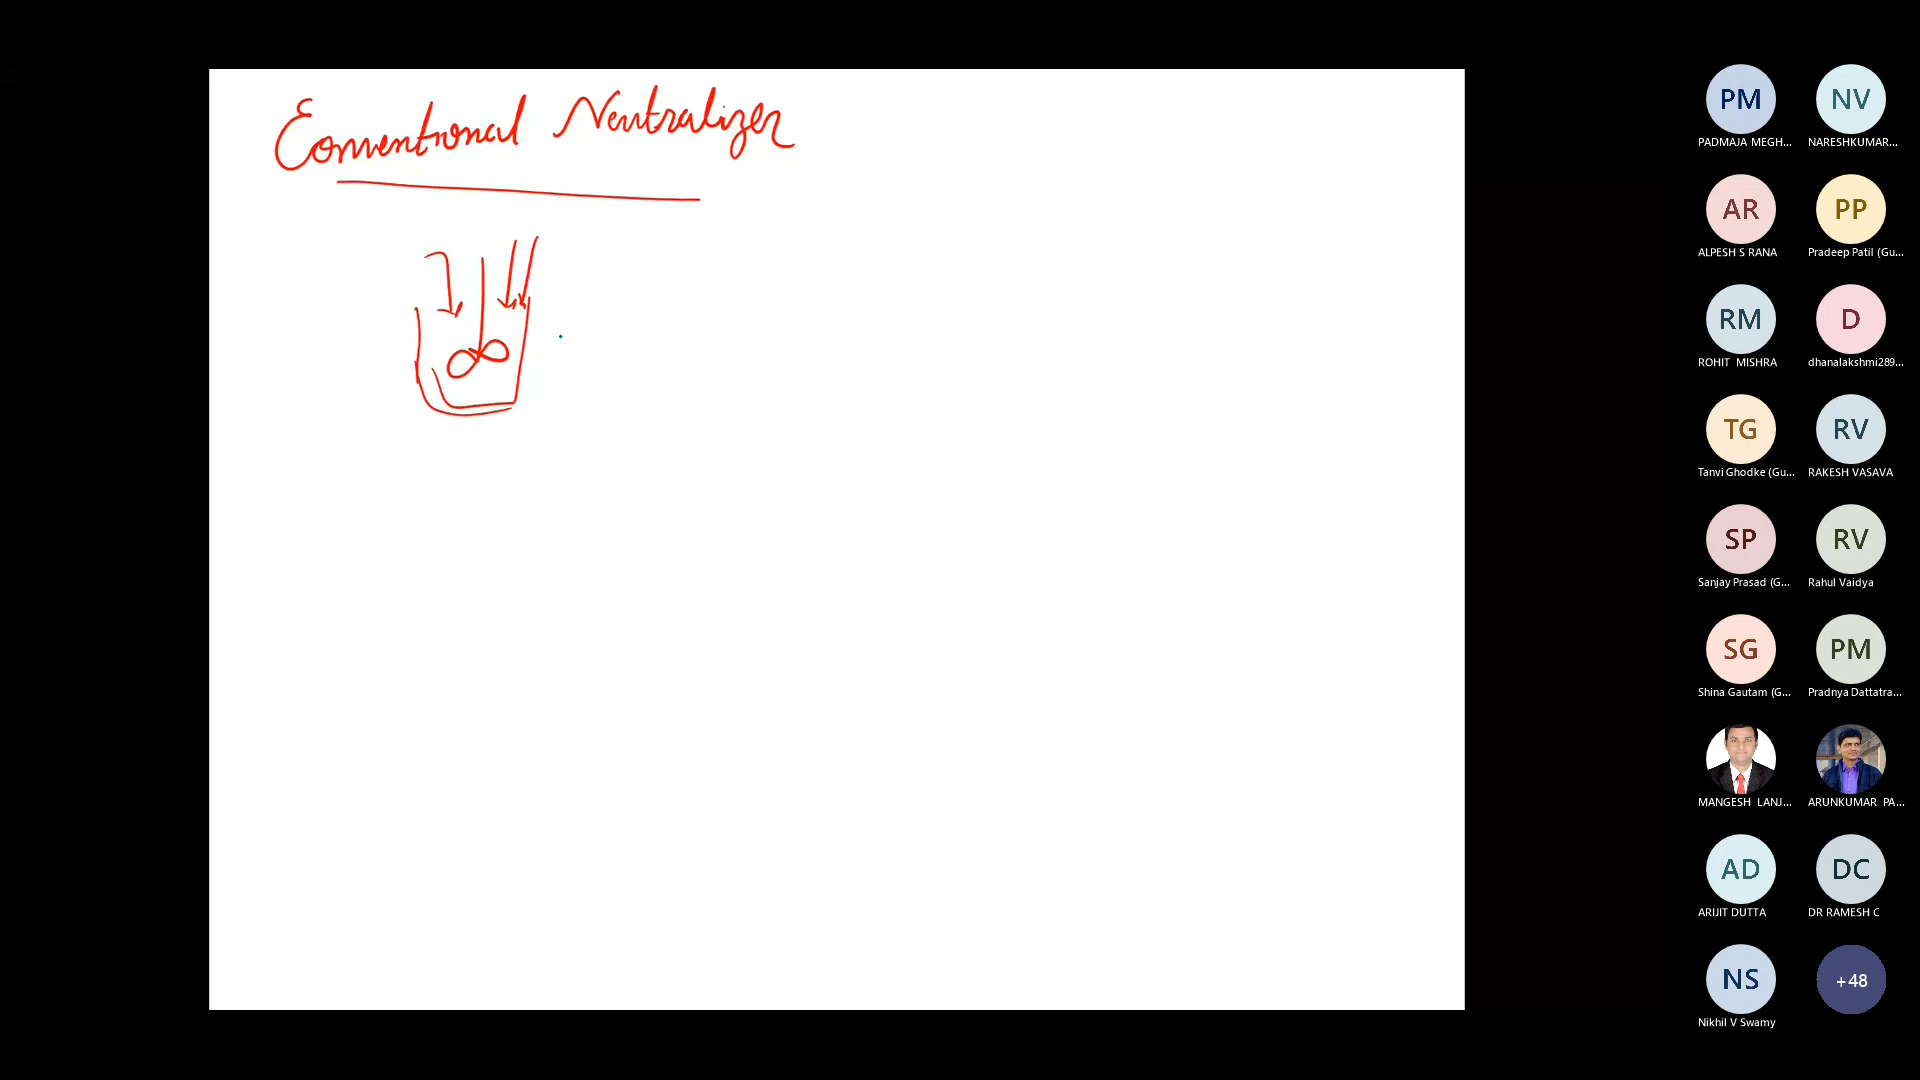 Conventional Neutralizer
PM NV
PADMAJA MEGH... NARESHKUMAR...
AR PP
ALPESH S RANA Pradeep Patil (Gu...
RM D
ROHIT MISHRA dhanalakshmi289...
TG RV
Tanvi Ghodke (Gu... RAKESH VASAVA
SP RV
Sanjay Prasad (G... Rahul Vaidya
SG PM
Shina Gautam (G... Pradnya Dattatra...
MANGESH LANJ... ARUNKUMAR PA...
AD DC
ARIJIT DUTTA DR RAMESH C
NS +48
Nikhil V Swamy